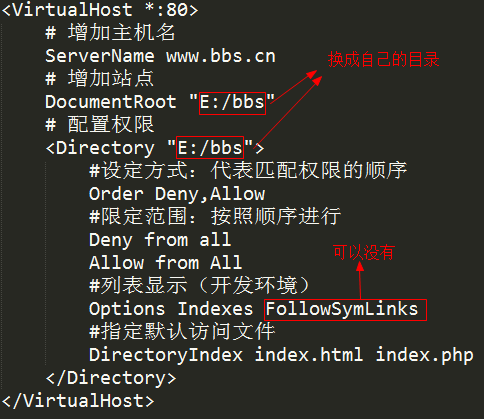 <VirtualHost *:80>
# 增加主机名
ServerName www.bbs.cn
# 增加站点
DocumentRoot "E:/bbs"
换成自己的目录
# 配置权限
<Directory "E:/bbs">
#设定方式：代表匹配权限的顺序
Order Deny,Allow
#限定范围：按照顺序进行
Deny from all
Allow from All
可以没有
#列表显示（开发环境）
Options Indexes FollowSymLinks
#指定默认访问文件
DirectoryIndex index.html index.php
</Directory>
</VirtualHost>